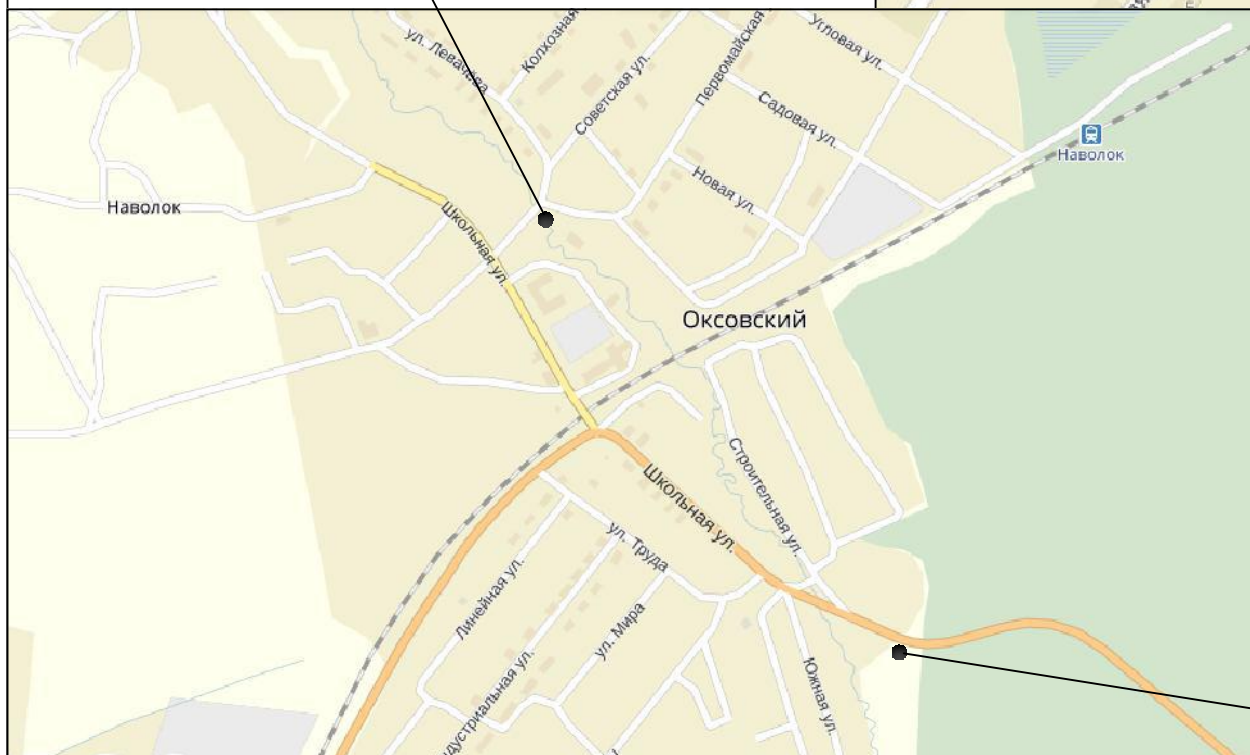 ул. Левачёва
Колхозная
Советская ул.
Первомайская
Угловая ул.
Садовая ул.
Новая ул.
Наволок
Наволок
Школьная ул.
Оксовский
Школьная ул.
Строительная ул.
ул. Труда
Линейная ул.
ул. Мира
дустриальная ул.
Южная ул.